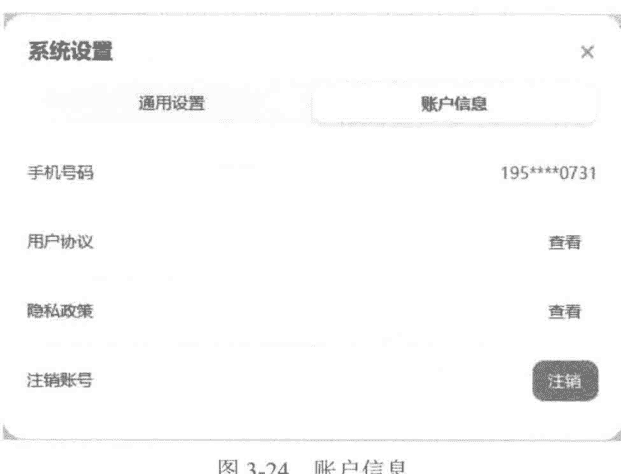 系统设置 ×
通用设置 账户信息
手机号码 195****0731
用户协议 查看
隐私政策 查看
注销账号 注销
图 3-24 账户信息